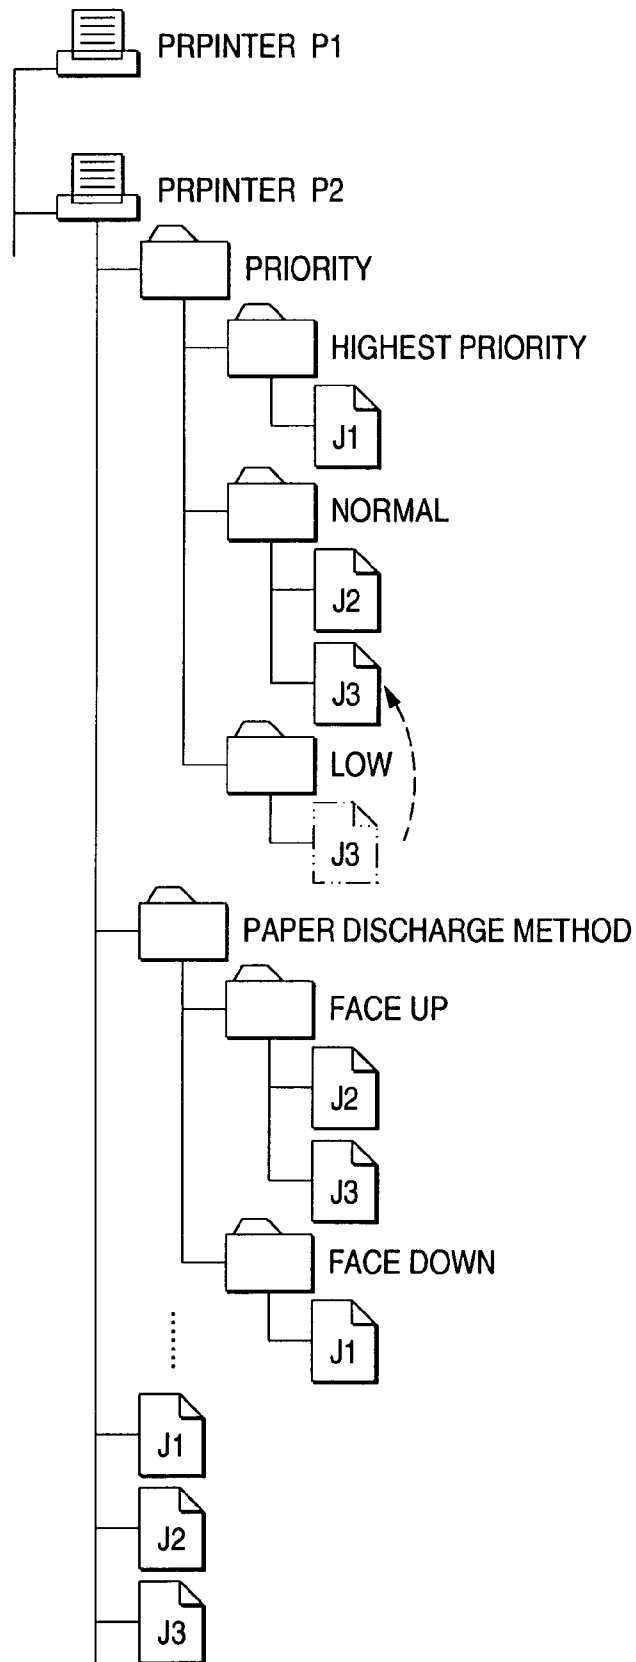 PRPINTER P1
PRPINTER P2
PRIORITY
HIGHEST PRIORITY
J1
NORMAL
J2
J3
LOW
J3
PAPER DISCHARGE METHOD
FACE UP
J2
J3
FACE DOWN
J1
J1
J2
J3